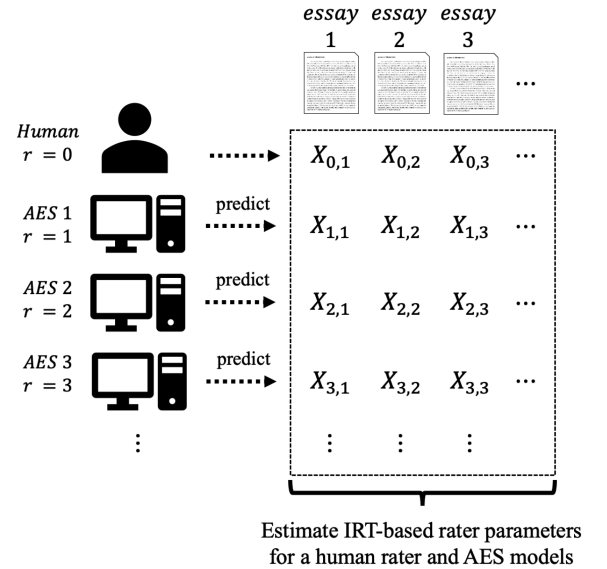 essay essay essay
1 2 3
...
Human
r = 0
X0,1 X0,2 X0,3 ...
AES 1
r = 1
predict
X1,1 X1,2 X1,3 ...
AES 2
r = 2
predict
X2,1 X2,2 X2,3 ...
AES 3
r = 3
predict
X3,1 X3,2 X3,3 ...
⋮ ⋮ ⋮ ⋮
Estimate IRT-based rater parameters
for a human rater and AES models